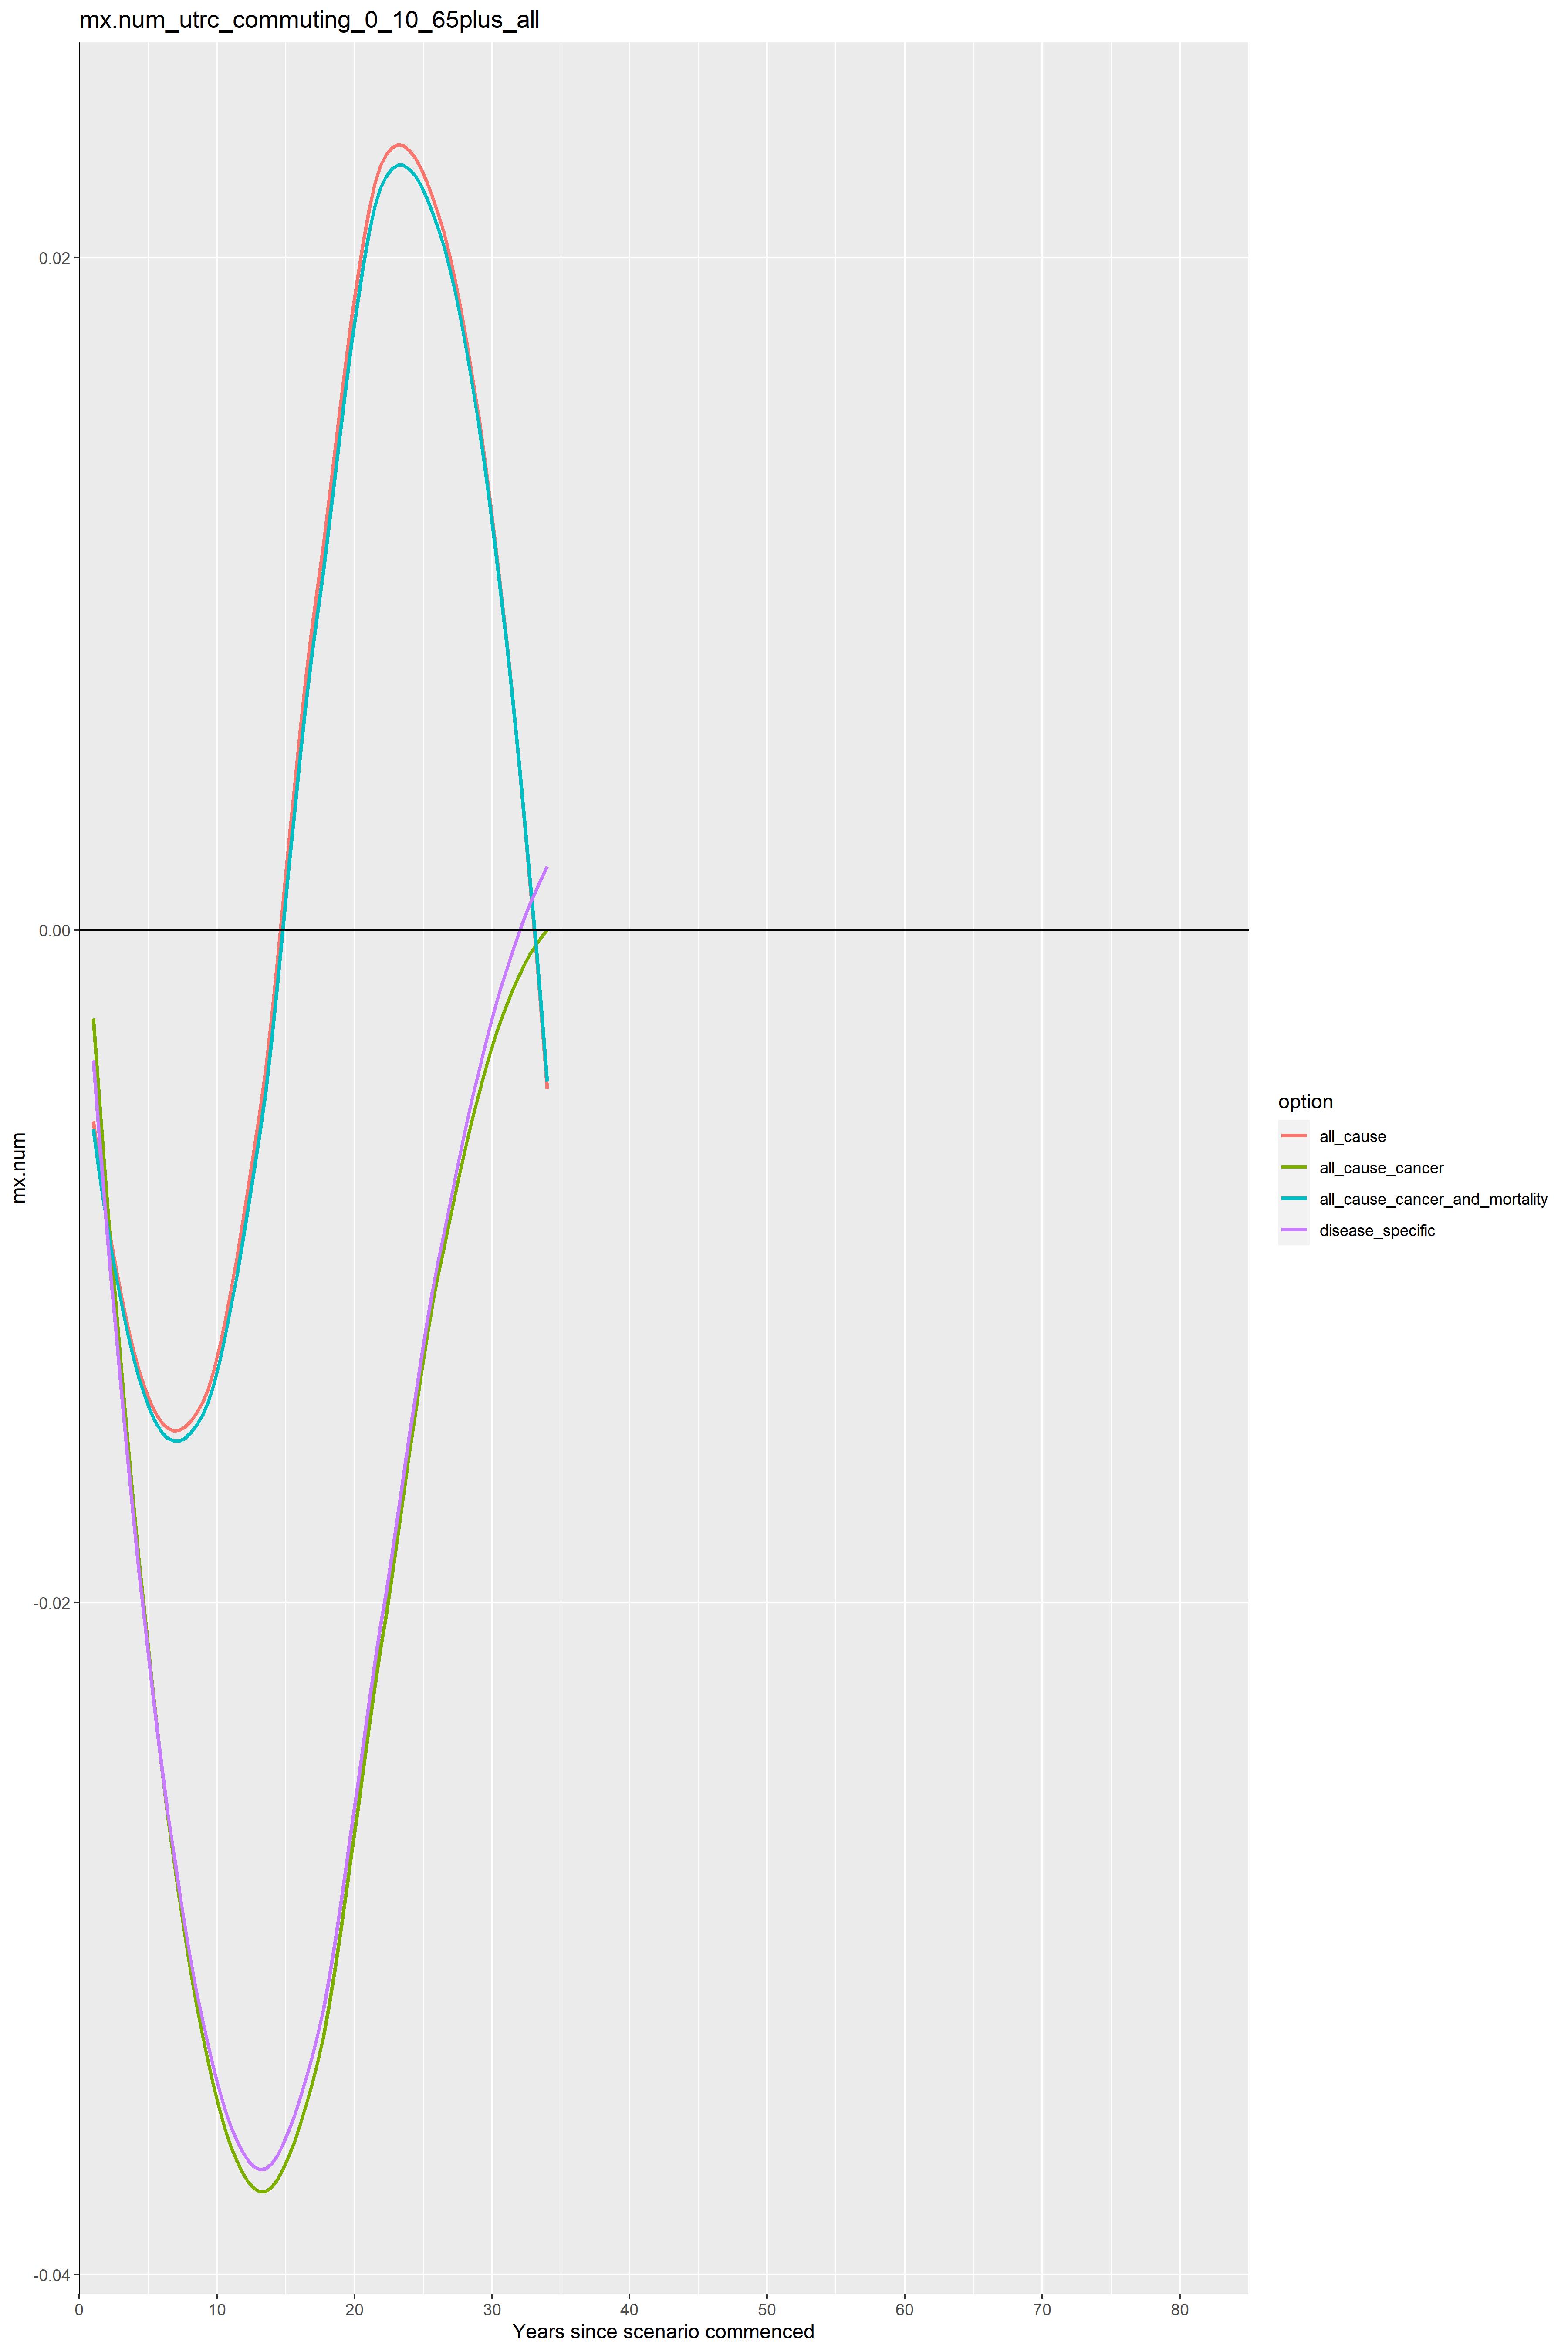 mx.num_utrc_commuting_0_10_65plus_all
0.02
0.00
-0.02
-0.04
mx.num
0 10 20 30 40 50 60 70 80
Years since scenario commenced
option
all_cause
all_cause_cancer
all_cause_cancer_and_mortality
disease_specific